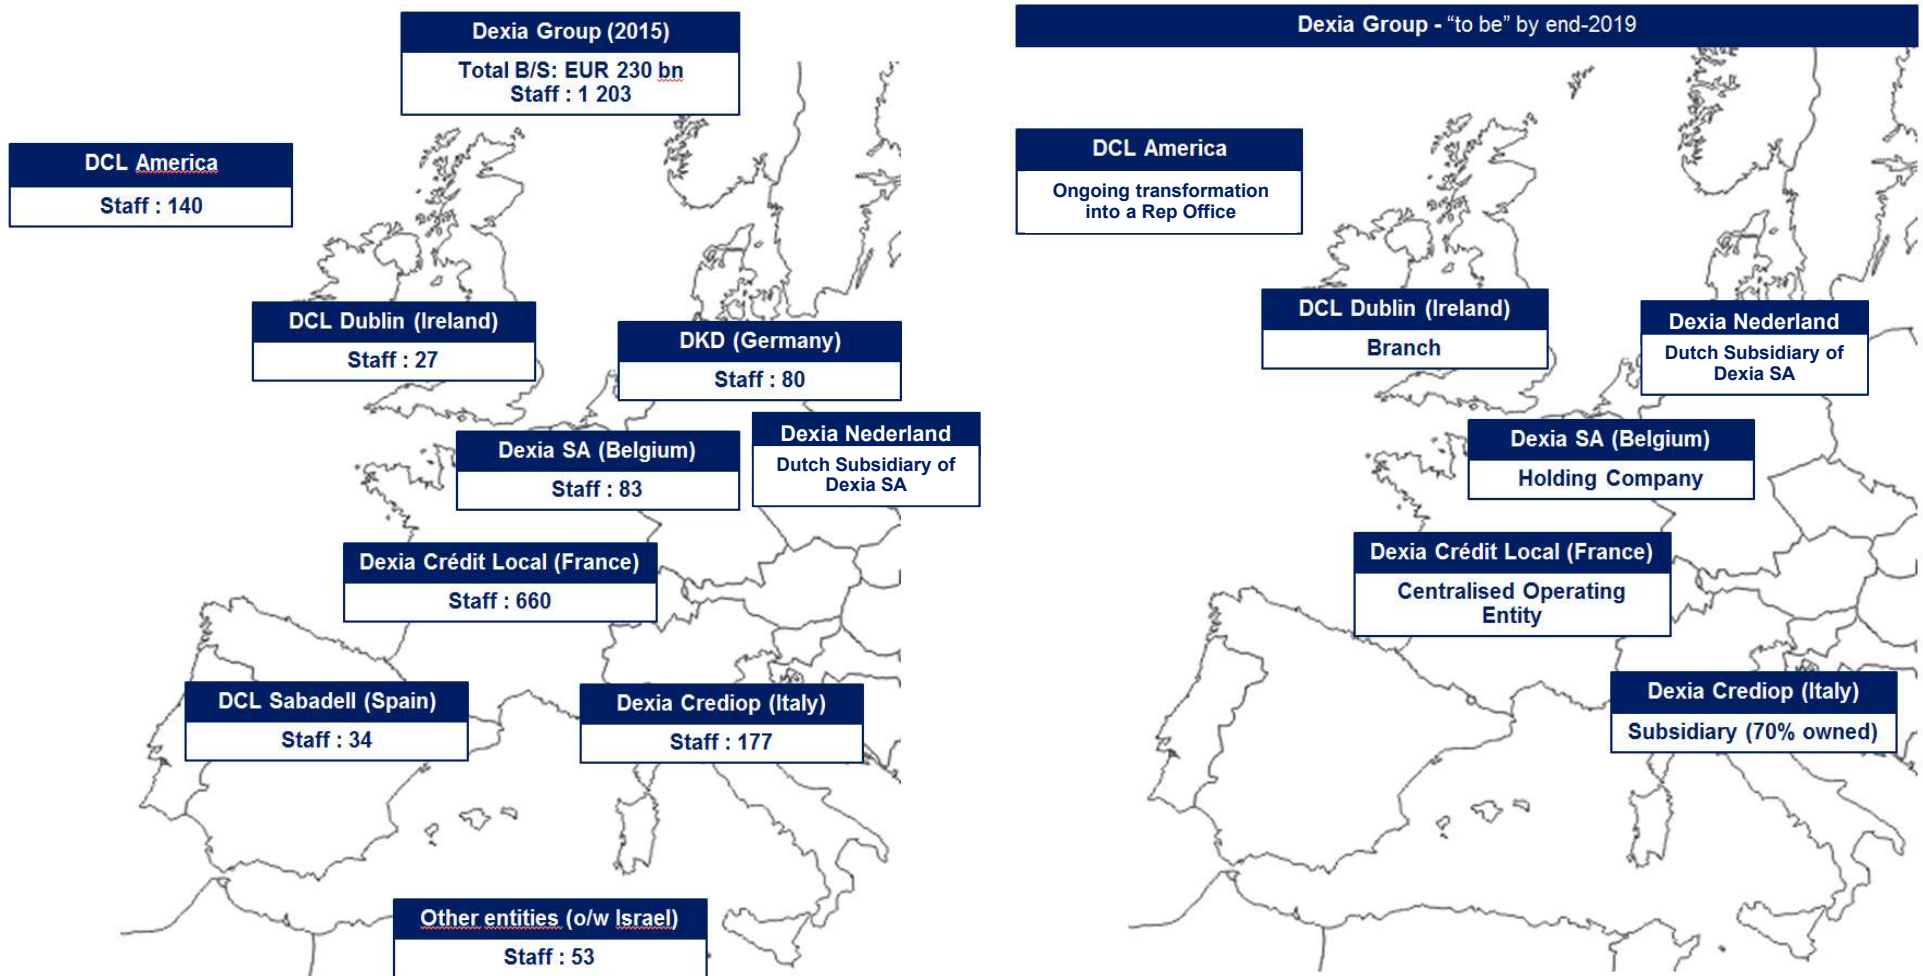 Dexia Group (2015)
Total B/S: EUR 230 bn
Staff : 1 203
DCL America
Staff : 140
DCL Dublin (Ireland)
Staff : 27
DKD (Germany)
Staff : 80
Dexia SA (Belgium)
Staff : 83
Dexia Nederland
Dutch Subsidiary of
Dexia SA
Dexia Crédit Local (France)
Staff : 660
DCL Sabadell (Spain)
Staff : 34
Dexia Crediop (Italy)
Staff : 177
Other entities (o/w Israel)
Staff : 53
Dexia Group - “to be” by end-2019
DCL America
Ongoing transformation
into a Rep Office
DCL Dublin (Ireland)
Branch
Dexia Nederland
Dutch Subsidiary of
Dexia SA
Dexia SA (Belgium)
Holding Company
Dexia Crédit Local (France)
Centralised Operating
Entity
Dexia Crediop (Italy)
Subsidiary (70% owned)